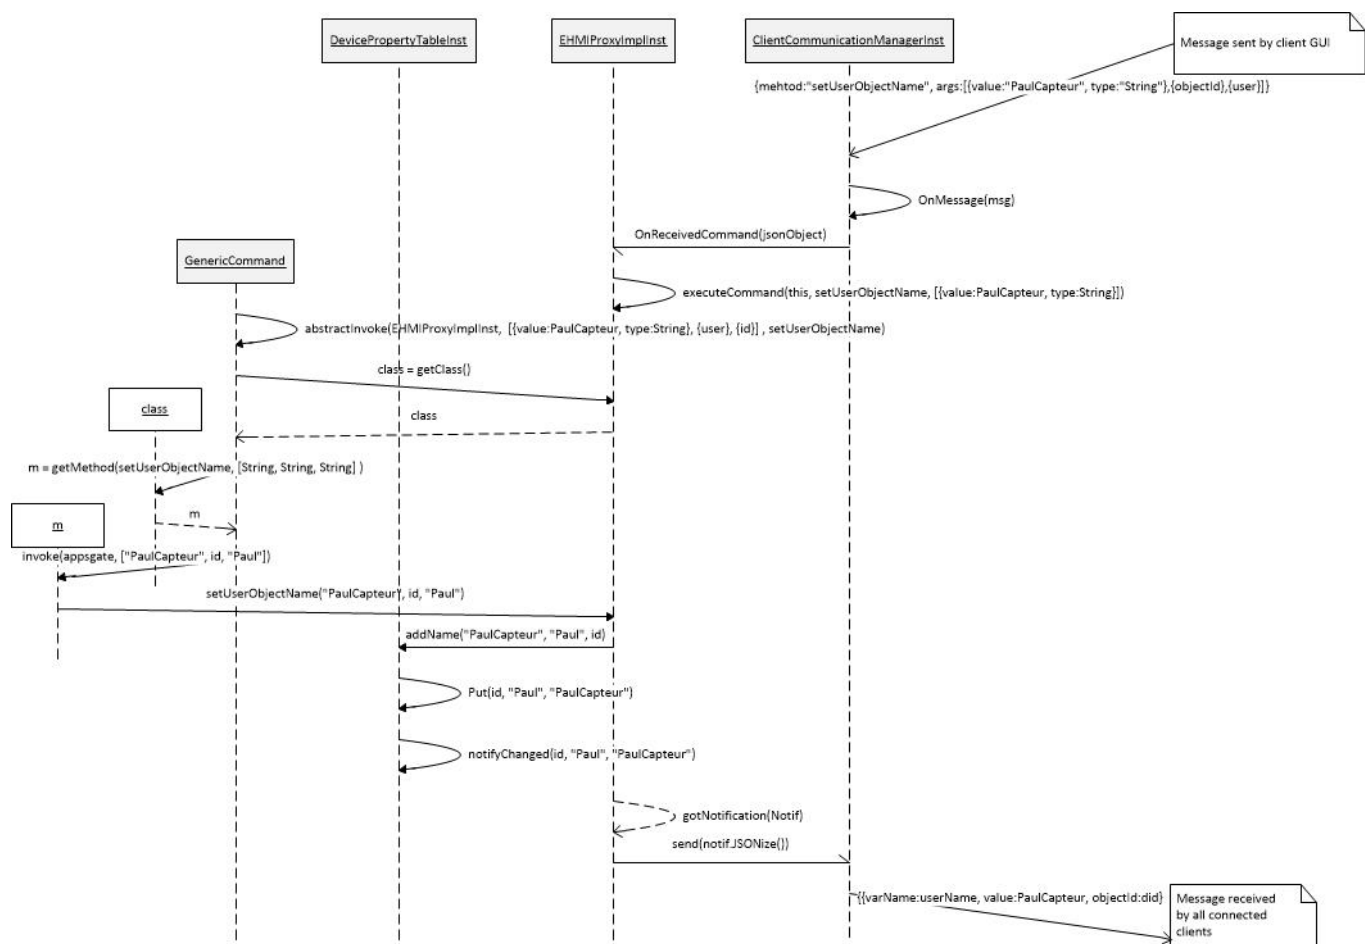 DevicePropertyTableInst
EHMIProxyImplInst
ClientCommunicationManagerInst
Message sent by client GUI
{mehtod:"setUserObjectName", args:[{value:"PaulCapteur", type:"String"},{objectId},{user}]}
OnMessage(msg)
OnReceivedCommand(jsonObject)
GenericCommand
executeCommand(this, setUserObjectName, [{value:PaulCapteur, type:String}])
abstractInvoke(EHMIProxyImplInst, [{value:PaulCapteur, type:String}, {user}, {id}] , setUserObjectName)
class = getClass()
class
class
m = getMethod(setUserObjectName, [String, String, String] )
m
m
invoke(appsgate, ["PaulCapteur", id, "Paul"])
setUserObjectName("PaulCapteur", id, "Paul")
addName("PaulCapteur", "Paul", id)
Put(id, "Paul", "PaulCapteur")
notifyChanged(id, "Paul", "PaulCapteur")
gotNotification(Notif)
send(notif.JSONize())
{{varName:userName, value:PaulCapteur, objectId:did}
Message received
by all connected
clients